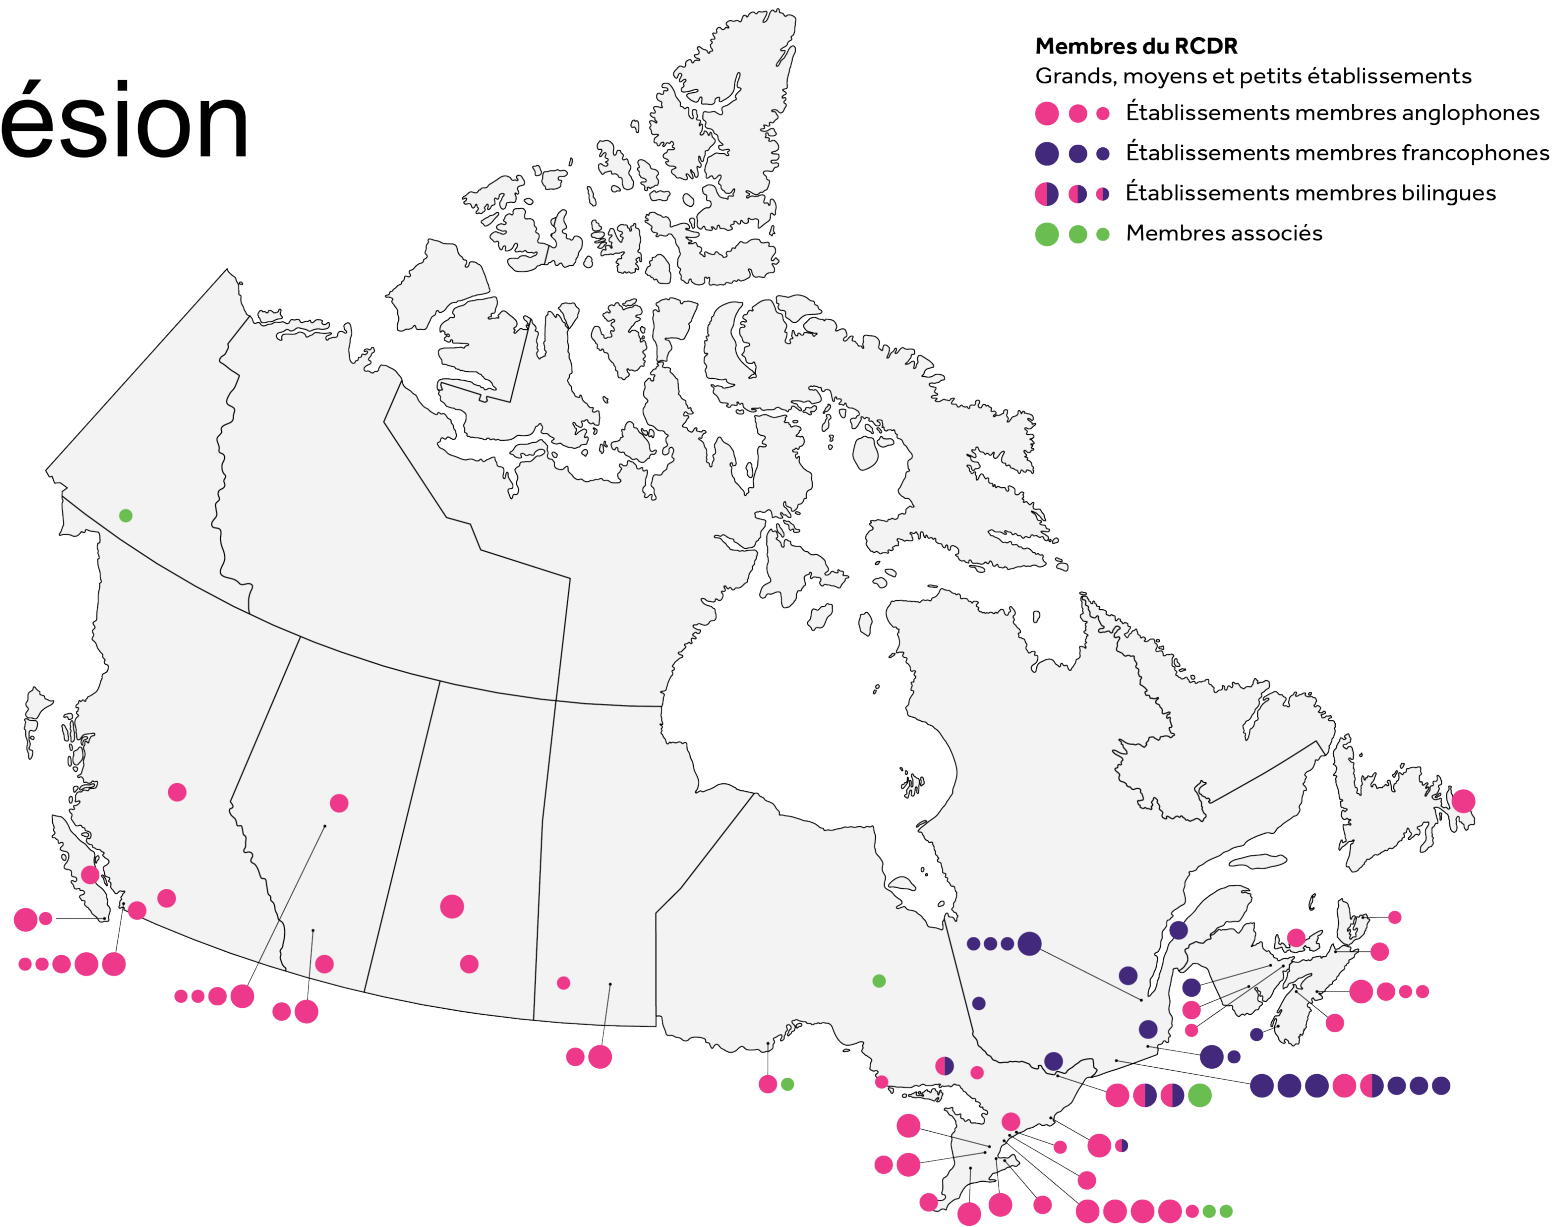 ésion
Membres du RCDR
Grands, moyens et petits établissements
Établissements membres anglophones
Établissements membres francophones
Établissements membres bilingues
Membres associés